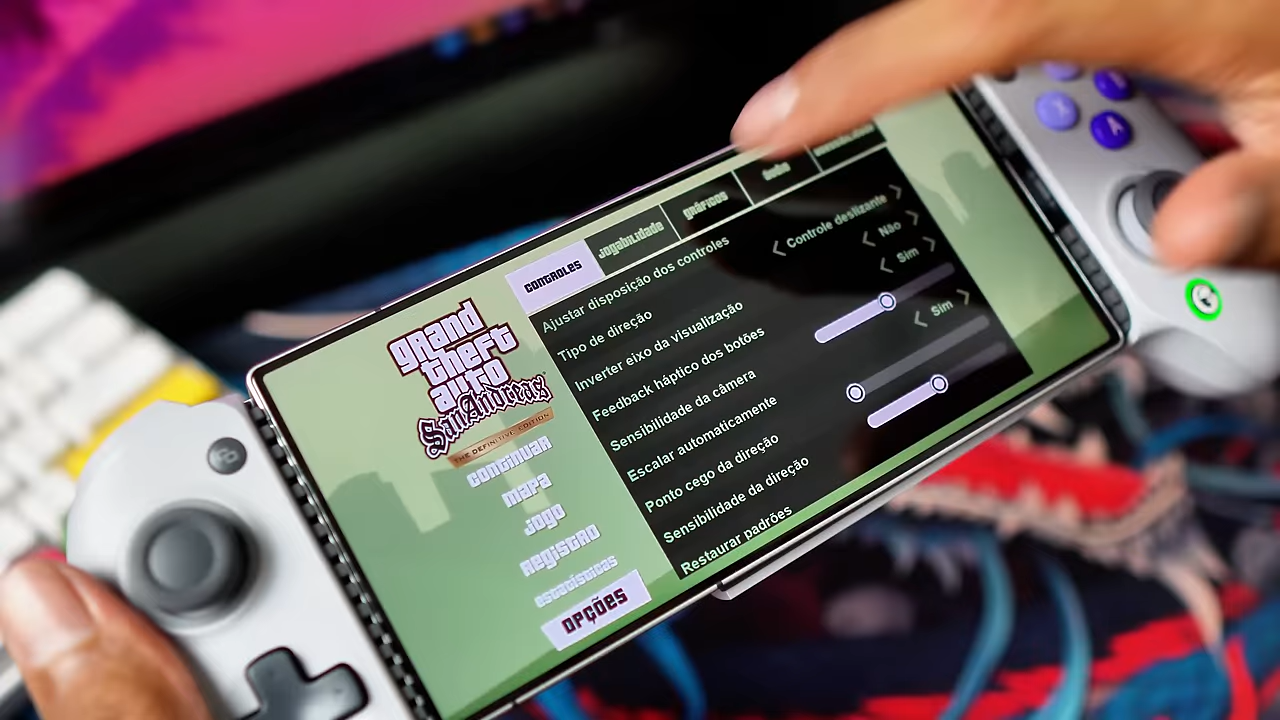 CONTROLES
Jogabilidade
gráficos
áudio
Ajustar disposição dos controles
Tipo de direção
Controle deslizante
Inverter eixo da visualização
Não
Feedback háptico dos botões
Sim
Sensibilidade da câmera
Escalar automaticamente
Sim
Ponto cego da direção
Sensibilidade da direção
Restaurar padrões
grand
theft
auto
San Andreas
THE DEFINITIVE EDITION
continuar
mapa
jogo
registro
estatísticas
OPÇÕES
X
A